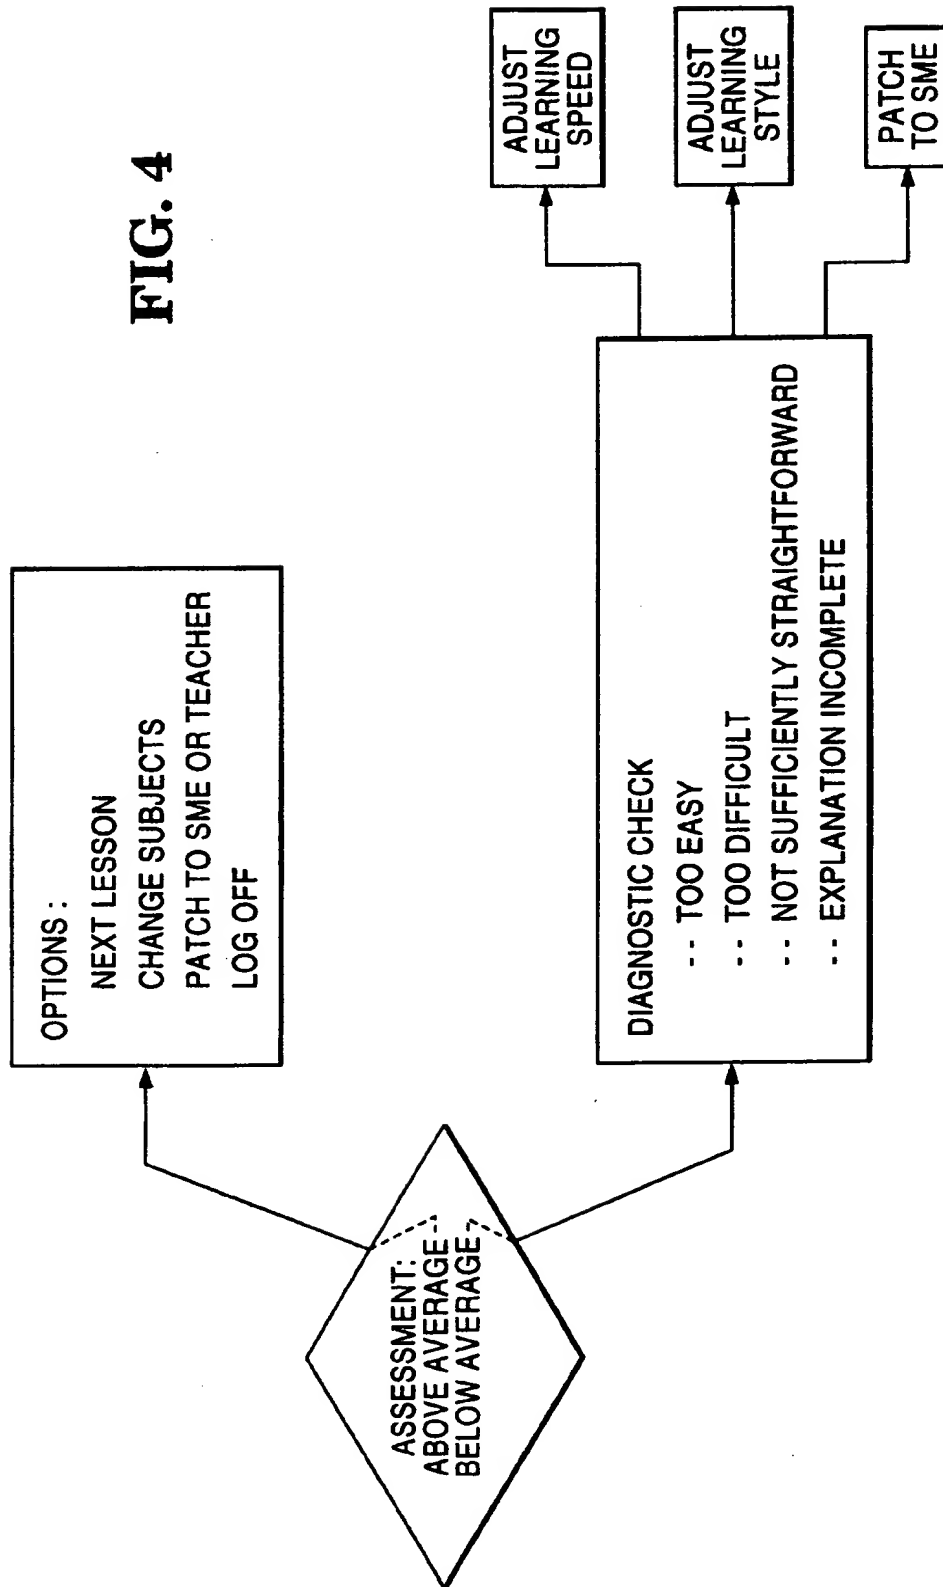 FIG. 4
ASSESSMENT:
ABOVE AVERAGE
BELOW AVERAGE
OPTIONS :
NEXT LESSON
CHANGE SUBJECTS
PATCH TO SME OR TEACHER
LOG OFF
DIAGNOSTIC CHECK
-- TOO EASY
-- TOO DIFFICULT
-- NOT SUFFICIENTLY STRAIGHTFORWARD
-- EXPLANATION INCOMPLETE
ADJUST
LEARNING
SPEED
ADJUST
LEARNING
STYLE
PATCH
TO SME